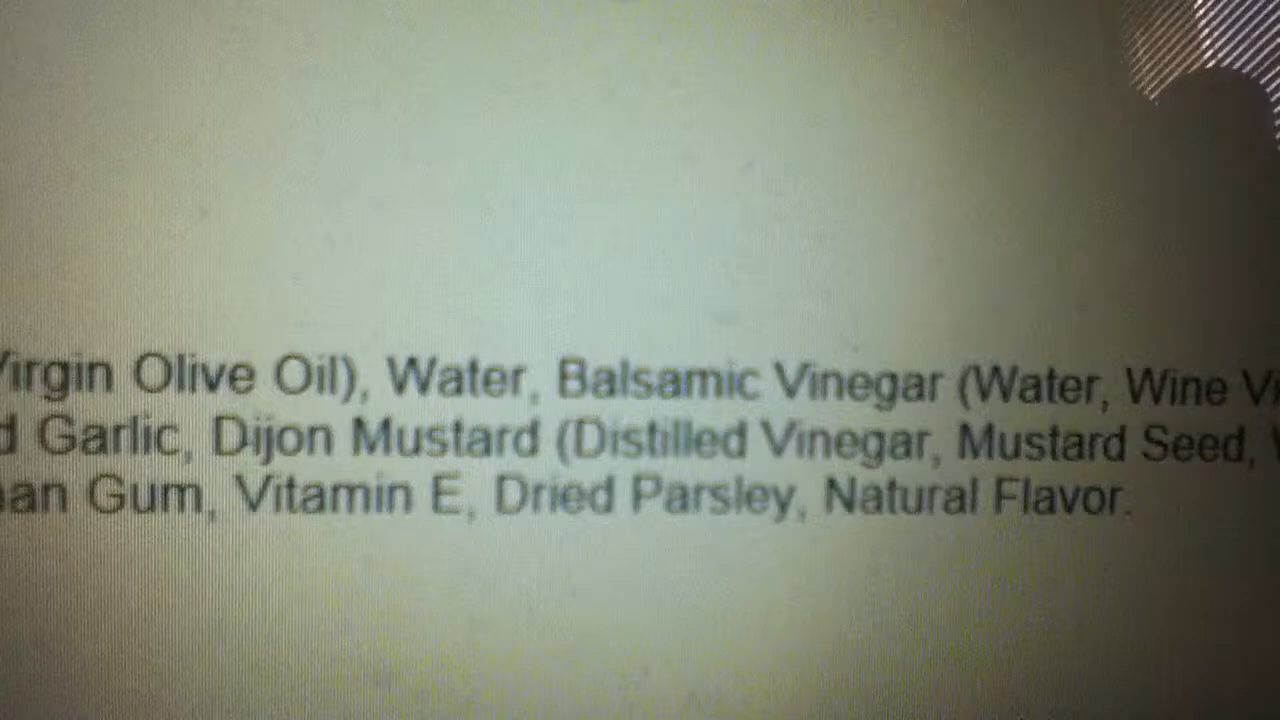 Virgin Olive Oil), Water, Balsamic Vinegar (Water, Wine
Garlic, Dijon Mustard (Distilled Vinegar, Mustard Seed,
Gum, Vitamin E, Dried Parsley, Natural Flavor.